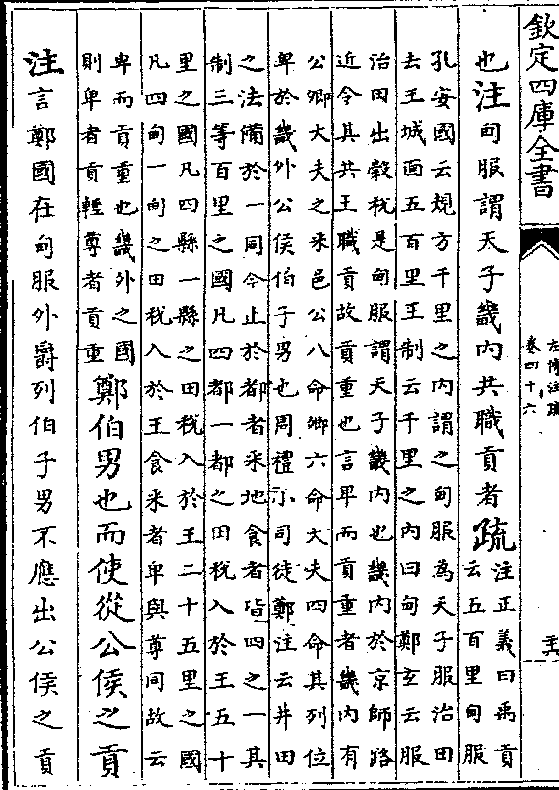 欽定四庫全書
左傳注疏
卷四十六
也注甸服謂天子畿內共職貢者疏
注正義曰禹貢
云五百里甸服
孔安國云規方千里之內謂之甸服為天子服治田
去王城面五百里王制云千里之內曰甸鄭玄云服
治田出穀稅是甸服謂天子畿內也畿內於京師路
近令其共王職貢故貢重也言卑而貢重者畿內有
公卿大夫之采邑公八命卿六命大夫四命其列位
卑於畿外公侯伯子男也周禮小司徒鄭注云井田
之法備於一同今止於都者采地食者皆四之一其
制三等百里之國凡四都一都之田稅入於王五十
里之國凡四縣一縣之田稅入於王二十五里之國
凡四甸一甸之田稅入於王食采者卑與尊同故云
卑而貢重也畿外之國
則卑者貢輕尊者貢重
鄭伯男也而使從公侯之貢
注言鄭國在甸服外爵列伯子男不應出公侯之貢